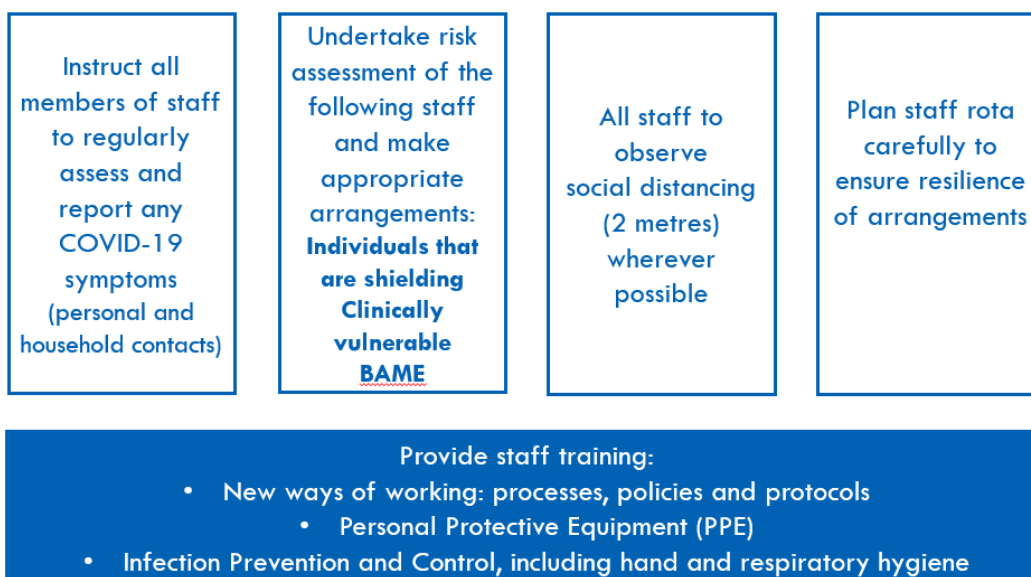 Instruct all
members of staff
to regularly
assess and
report any
COVID-19
symptoms
(personal and
household contacts)
Undertake risk
assessment of the
following staff
and make
appropriate
arrangements:
Individuals that
are shielding
Clinically
vulnerable
BAME
All staff to
observe
social distancing
(2 metres)
wherever
possible
Plan staff rota
carefully to
ensure resilience
of arrangements
Provide staff training:
• New ways of working: processes, policies and protocols
• Personal Protective Equipment (PPE)
• Infection Prevention and Control, including hand and respiratory hygiene